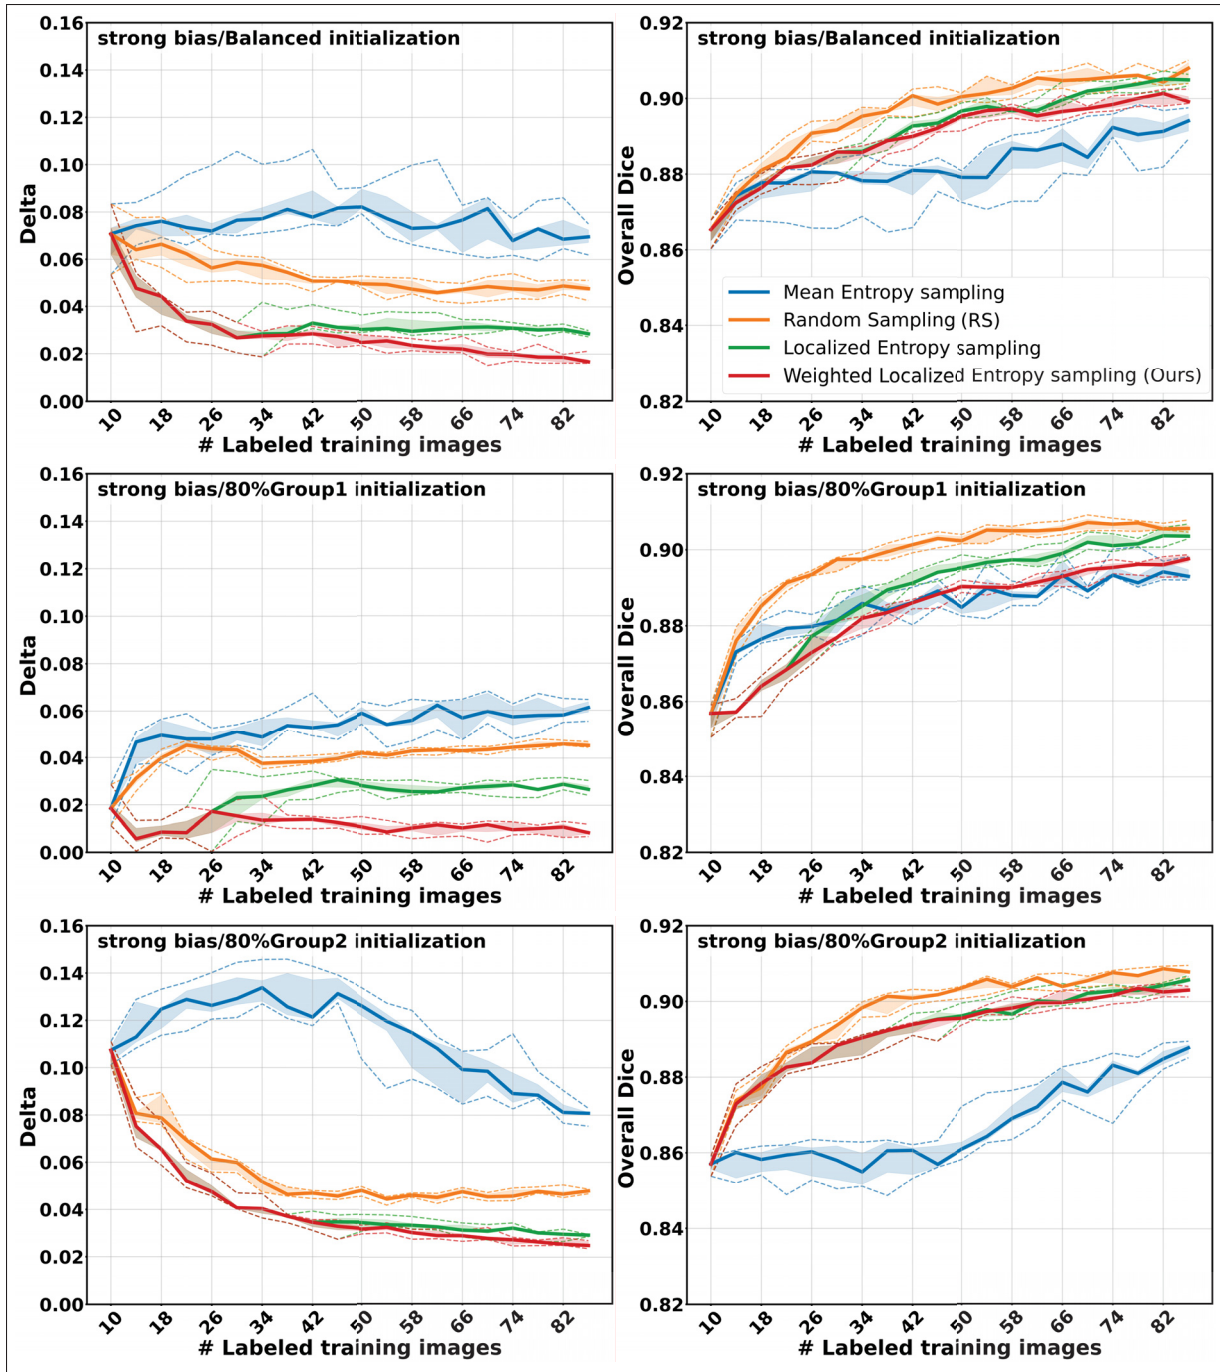 strong bias/Balanced initialization
Delta
0.16
0.14
0.12
0.10
0.08
0.06
0.04
0.02
0.00
10 18 26 34 42 50 58 66 74 82
# Labeled training images
strong bias/Balanced initialization
Overall Dice
0.92
0.90
0.88
0.86
0.84
0.82
Mean Entropy sampling
Random Sampling (RS)
Localized Entropy sampling
Weighted Localized Entropy sampling (Ours)
10 18 26 34 42 50 58 66 74 82
# Labeled training images
strong bias/80%Group1 initialization
Delta
0.16
0.14
0.12
0.10
0.08
0.06
0.04
0.02
0.00
10 18 26 34 42 50 58 66 74 82
# Labeled training images
strong bias/80%Group1 initialization
Overall Dice
0.92
0.90
0.88
0.86
0.84
0.82
10 18 26 34 42 50 58 66 74 82
# Labeled training images
strong bias/80%Group2 initialization
Delta
0.16
0.14
0.12
0.10
0.08
0.06
0.04
0.02
0.00
10 18 26 34 42 50 58 66 74 82
# Labeled training images
strong bias/80%Group2 initialization
Overall Dice
0.92
0.90
0.88
0.86
0.84
0.82
10 18 26 34 42 50 58 66 74 82
# Labeled training images